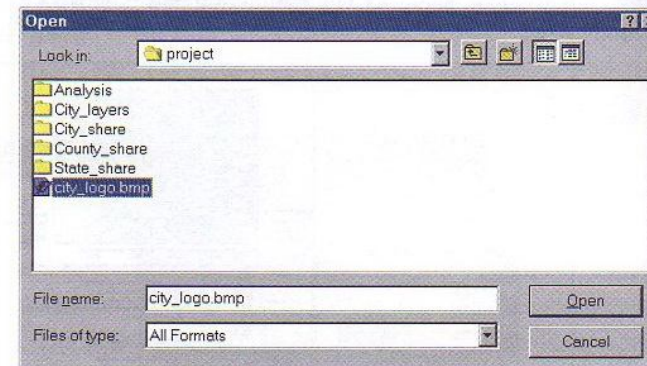 Open
Look in:
project
Analysis
City_layers
City_share
County_share
State_share
city_logo.bmp
File name:
city_logo.bmp
Open
Files of type:
All Formats
Cancel